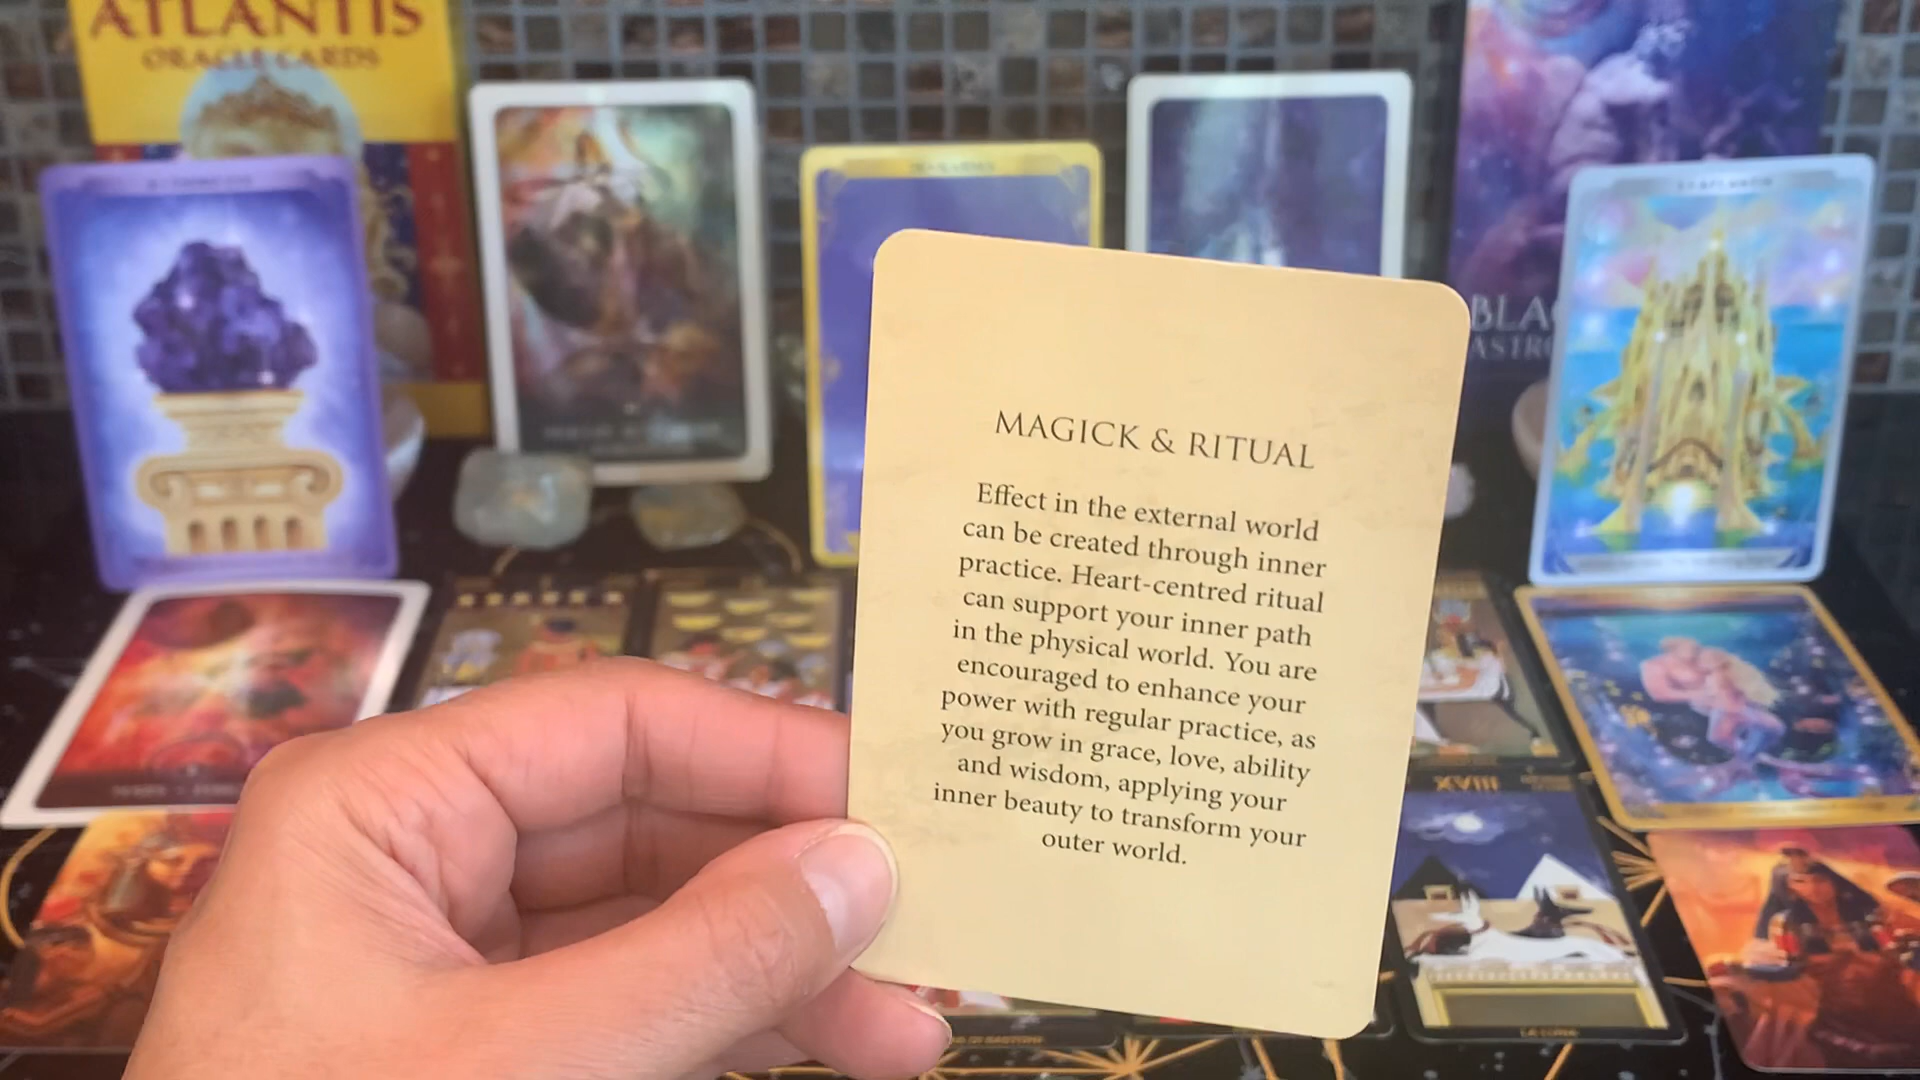 ATLANTIS
ORACLE CARDS
MAGICK & RITUAL
Effect in the external world
can be created through inner
practice. Heart-centred ritual
can support your inner path
in the physical world. You are
encouraged to enhance your
power with regular practice, as
you grow in grace, love, ability
and wisdom, applying your
inner beauty to transform your
outer world.
XVIII
LA LUNA